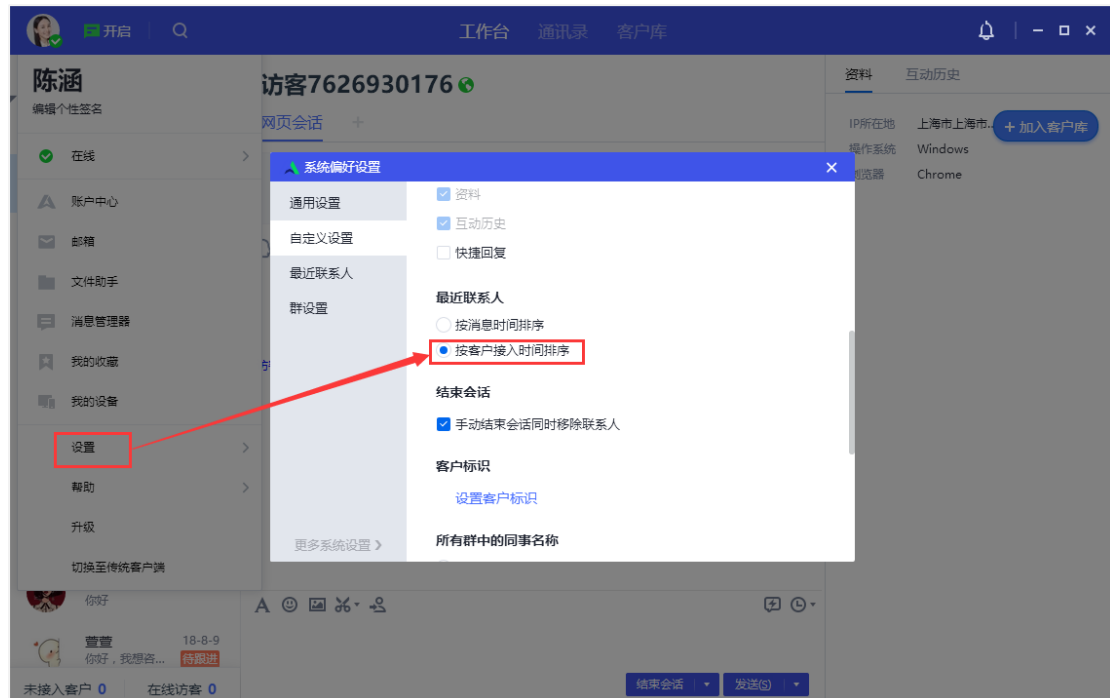 开启
工作台 通讯录 客户库
陈涵
编辑个性签名
在线
账户中心
邮箱
文件助手
消息管理器
我的收藏
我的设备
设置
帮助
升级
切换至传统客户端
你好
萱萱 18-8-9
你好，我想咨... 待跟进
未接入客户 0 在线访客 0
访客7626930176
网页会话 +
系统偏好设置
通用设置
自定义设置
最近联系人
群设置
更多系统设置
资料
互动历史
快捷回复
最近联系人
按消息时间排序
按客户接入时间排序
结束会话
手动结束会话同时移除联系人
客户标识
设置客户标识
所有群中的同事名称
结束会话 发送(S)
资料 互动历史
IP所在地 上海市上海市..
+ 加入客户库
操作系统 Windows
浏览器 Chrome